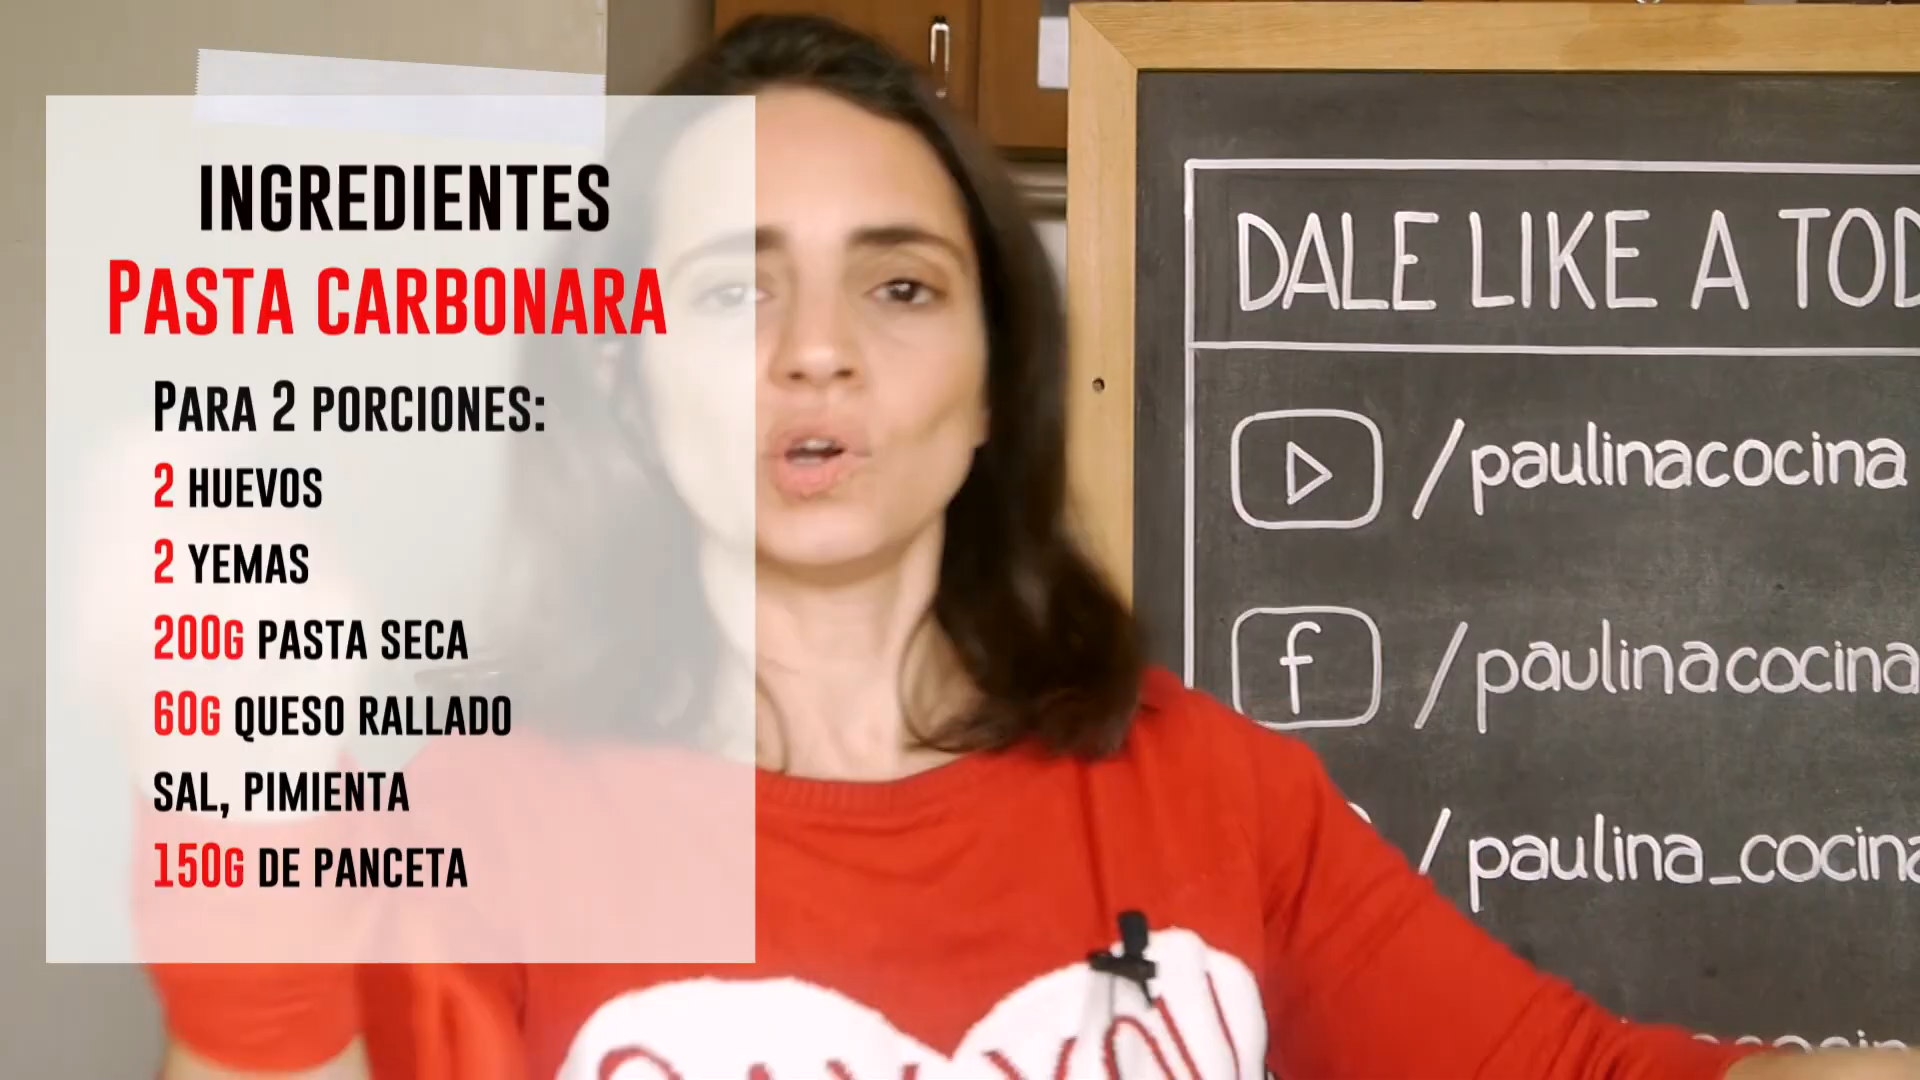 INGREDIENTES
PASTA CARBONARA
PARA 2 PORCIONES:
2 HUEVOS
2 YEMAS
200G PASTA SECA
60G QUESO RALLADO
SAL, PIMIENTA
150G DE PANCETA
DALE LIKE A TOD
/paulinacocina
f /paulinacocina
/paulina_cocina